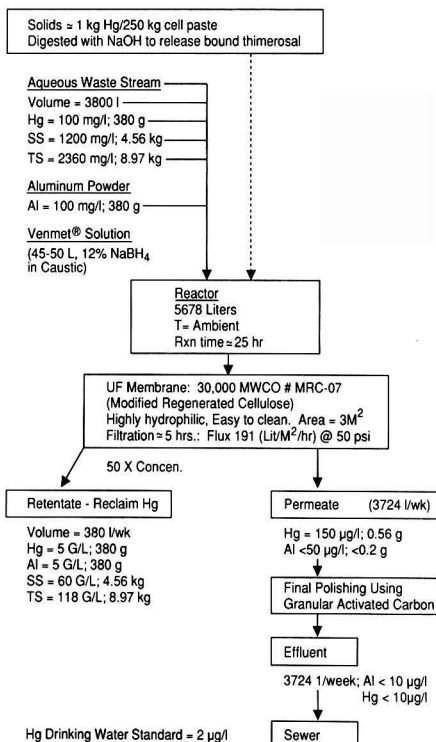 Solids ≃ 1 kg Hg/250 kg cell paste
Digested with NaOH to release bound thimerosal
Aqueous Waste Stream
Volume = 3800 l
Hg = 100 mg/l; 380 g
SS = 1200 mg/l; 4.56 kg
TS = 2360 mg/l; 8.97 kg
Aluminum Powder
Al = 100 mg/l; 380 g
Venmet® Solution
(45-50 L, 12% NaBH4
in Caustic)
Reactor
5678 Liters
T= Ambient
Rxn time ≃ 25 hr
UF Membrane: 30,000 MWCO # MRC-07
(Modified Regenerated Cellulose)
Highly hydrophilic, Easy to clean. Area = 3M²
Filtration ≃ 5 hrs.: Flux 191 (Lit/M²/hr) @ 50 psi
50 X Concen.
Retentate - Reclaim Hg
Volume = 380 l/wk
Hg = 5 G/L; 380 g
Al = 5 G/L; 380 g
SS = 60 G/L; 4.56 kg
TS = 118 G/L; 8.97 kg
Permeate (3724 l/wk)
Hg = 150 µg/l; 0.56 g
Al <50 µg/l; <0.2 g
Final Polishing Using
Granular Activated Carbon
Effluent
3724 1/week; Al < 10 µg/l
Hg < 10µg/l
Hg Drinking Water Standard = 2 µg/l
Sewer